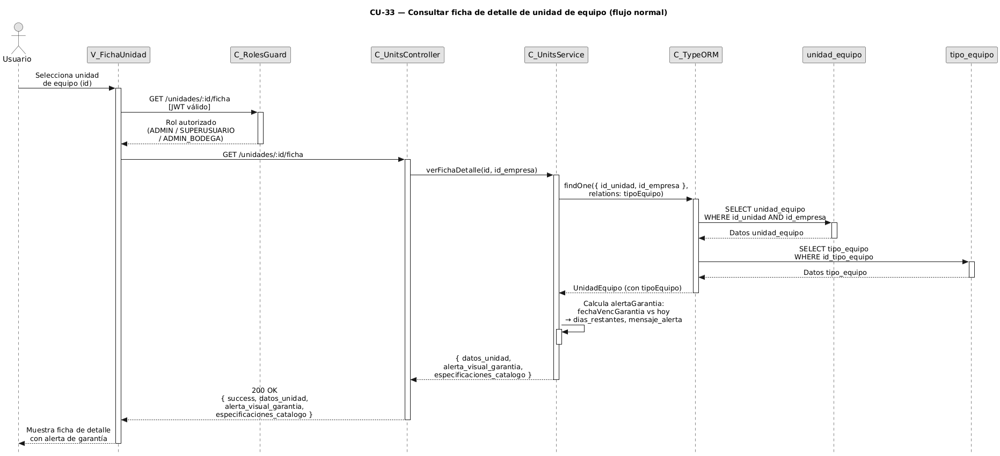 CU-33 — Consultar ficha de detalle de unidad de equipo (flujo normal)
Usuario
V_FichaUnidad
C_RolesGuard
C_UnitsController
C_UnitsService
C_TypeORM
unidad_equipo
tipo_equipo
Selecciona unidad
de equipo (id)
GET /unidades/:id/ficha
[JWT válido]
Rol autorizado
(ADMIN / SUPERUSUARIO
/ ADMIN_BODEGA)
GET /unidades/:id/ficha
verFichaDetalle(id, id_empresa)
findOne({ id_unidad, id_empresa },
relations: tipoEquipo)
SELECT unidad_equipo
WHERE id_unidad AND id_empresa
Datos unidad_equipo
SELECT tipo_equipo
WHERE id_tipo_equipo
Datos tipo_equipo
UnidadEquipo (con tipoEquipo)
Calcula alertaGarantia:
fechaVencGarantia vs hoy
→ dias_restantes, mensaje_alerta
{ datos_unidad,
alerta_visual_garantia,
especificaciones_catalogo }
200 OK
{ success, datos_unidad,
alerta_visual_garantia,
especificaciones_catalogo }
Muestra ficha de detalle
con alerta de garantía